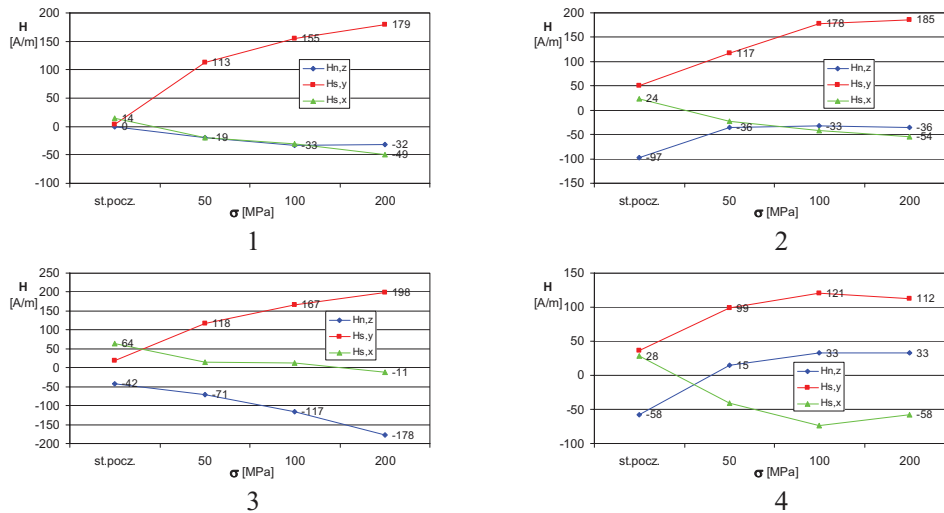 H
[A/m]
200
150
100
50
0
-50
-100
179
155
113
14
0
-19
-33
-32
-49
Hn,z
Hs,y
Hs,x
st.pocz.
50
100
200
σ [MPa]
1
H
[A/m]
200
150
100
50
0
-50
-100
-150
185
178
117
24
-36
-33
-36
-54
-97
Hn,z
Hs,y
Hs,x
st.pocz.
50
100
200
σ [MPa]
2
H
[A/m]
250
200
150
100
50
0
-50
-100
-150
-200
198
167
118
64
-11
-42
-71
-117
-178
Hn,z
Hs,y
Hs,x
st.pocz.
50
100
200
σ [MPa]
3
H
[A/m]
150
100
50
0
-50
-100
121
112
99
28
15
33
33
-58
-58
Hn,z
Hs,y
Hs,x
st.pocz.
50
100
200
σ [MPa]
4